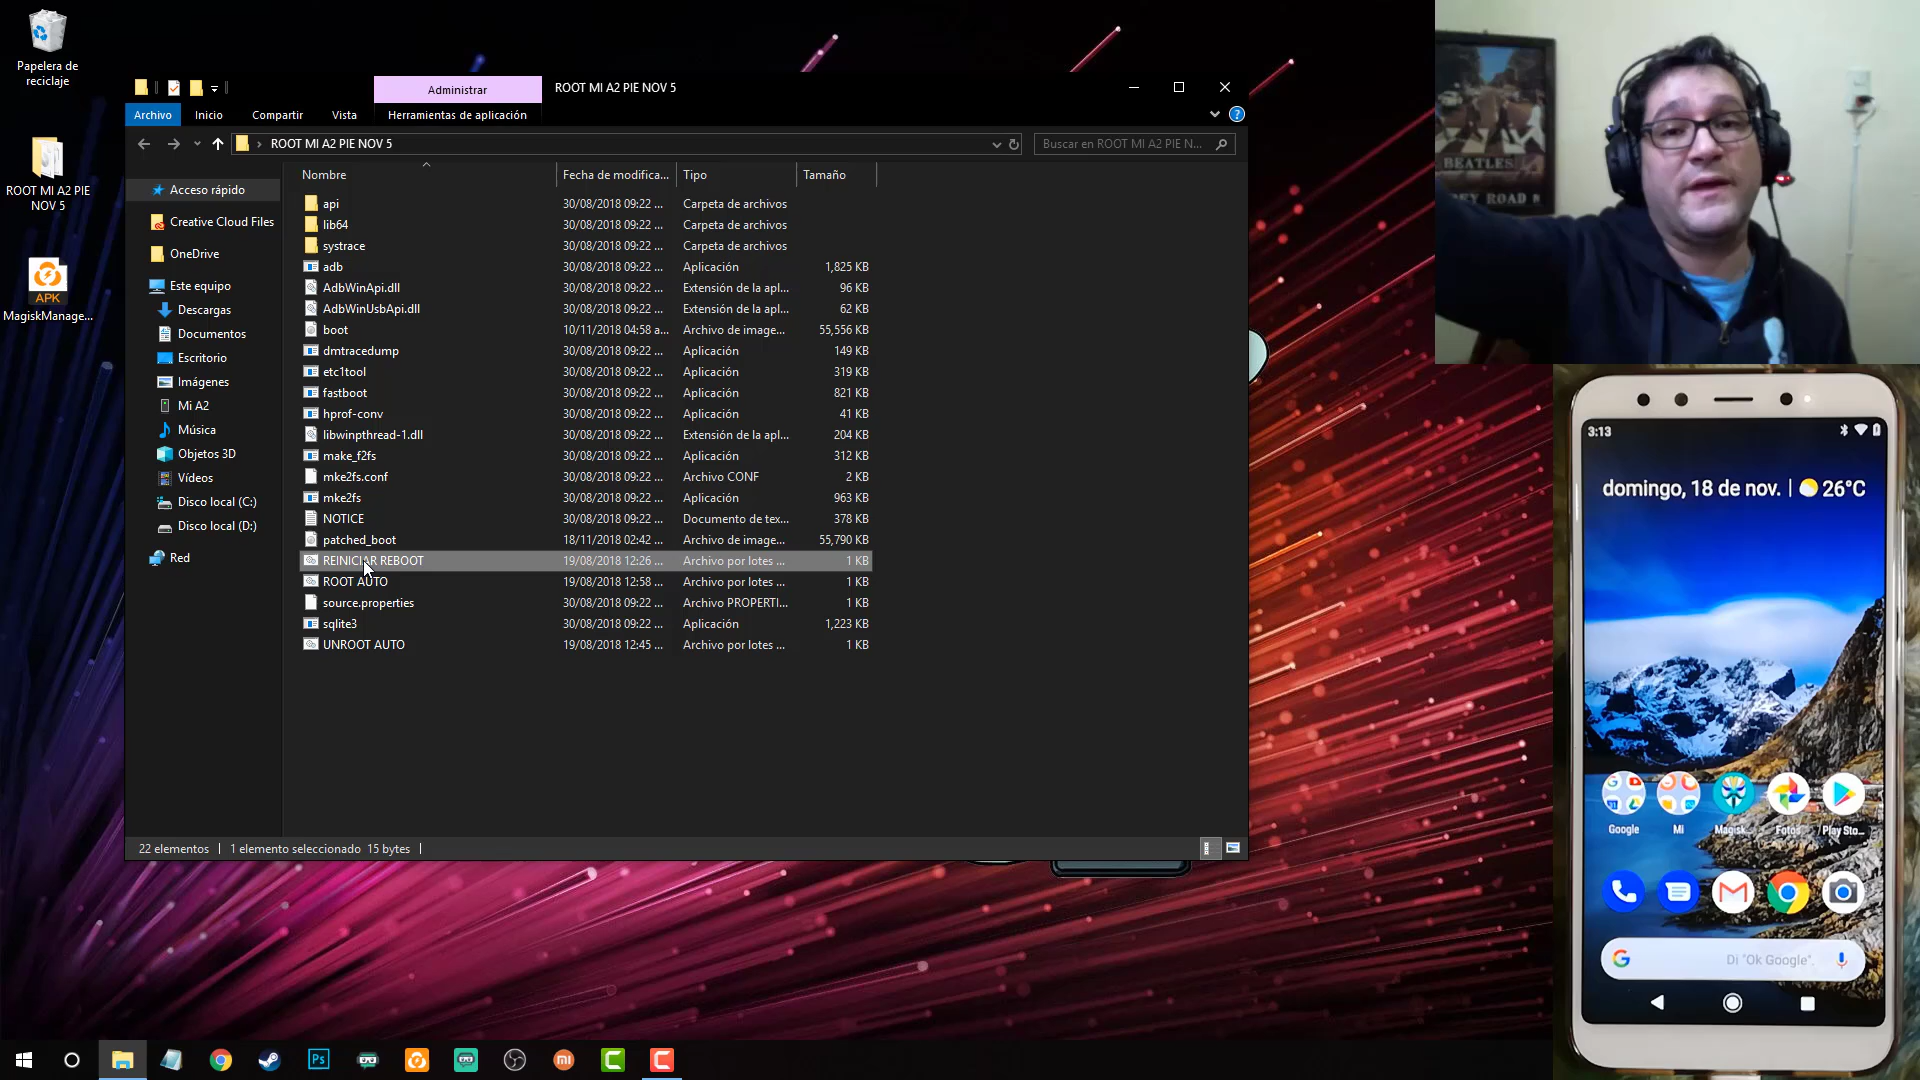 Papelera de
reciclaje
ROOT MI A2 PIE
NOV 5
APK
MagiskManage...
Administrar
ROOT MI A2 PIE NOV 5
Archivo
Inicio
Compartir
Vista
Herramientas de aplicación
ROOT MI A2 PIE NOV 5
Buscar en ROOT MI A2 PIE N...
Acceso rápido
Creative Cloud Files
OneDrive
Este equipo
Descargas
Documentos
Escritorio
Imágenes
Mi A2
Música
Objetos 3D
Vídeos
Disco local (C:)
Disco local (D:)
Red
Nombre Fecha de modifica... Tipo Tamaño
api 30/08/2018 09:22 ... Carpeta de archivos
lib64 30/08/2018 09:22 ... Carpeta de archivos
systrace 30/08/2018 09:22 ... Carpeta de archivos
adb 30/08/2018 09:22 ... Aplicación 1,825 KB
AdbWinApi.dll 30/08/2018 09:22 ... Extensión de la apl... 96 KB
AdbWinUsbApi.dll 30/08/2018 09:22 ... Extensión de la apl... 62 KB
boot 10/11/2018 04:58 a... Archivo de image... 55,556 KB
dmtracedump 30/08/2018 09:22 ... Aplicación 149 KB
etc1tool 30/08/2018 09:22 ... Aplicación 319 KB
fastboot 30/08/2018 09:22 ... Aplicación 821 KB
hprof-conv 30/08/2018 09:22 ... Aplicación 41 KB
libwinpthread-1.dll 30/08/2018 09:22 ... Extensión de la apl... 204 KB
make_f2fs 30/08/2018 09:22 ... Aplicación 312 KB
mke2fs.conf 30/08/2018 09:22 ... Archivo CONF 2 KB
mke2fs 30/08/2018 09:22 ... Aplicación 963 KB
NOTICE 30/08/2018 09:22 ... Documento de tex... 378 KB
patched_boot 18/11/2018 02:42 ... Archivo de image... 55,790 KB
REINICIAR REBOOT 19/08/2018 12:26 ... Archivo por lotes ... 1 KB
ROOT AUTO 19/08/2018 12:58 ... Archivo por lotes ... 1 KB
source.properties 30/08/2018 09:22 ... Archivo PROPERTI... 1 KB
sqlite3 30/08/2018 09:22 ... Aplicación 1,223 KB
UNROOT AUTO 19/08/2018 12:45 ... Archivo por lotes ... 1 KB
22 elementos 1 elemento seleccionado 15 bytes
Ps
BEATLES
ROAD
3:13
domingo, 18 de nov. | 26°C
Google Mi Magisk... Fotos Play Sto...
Di "Ok Google".